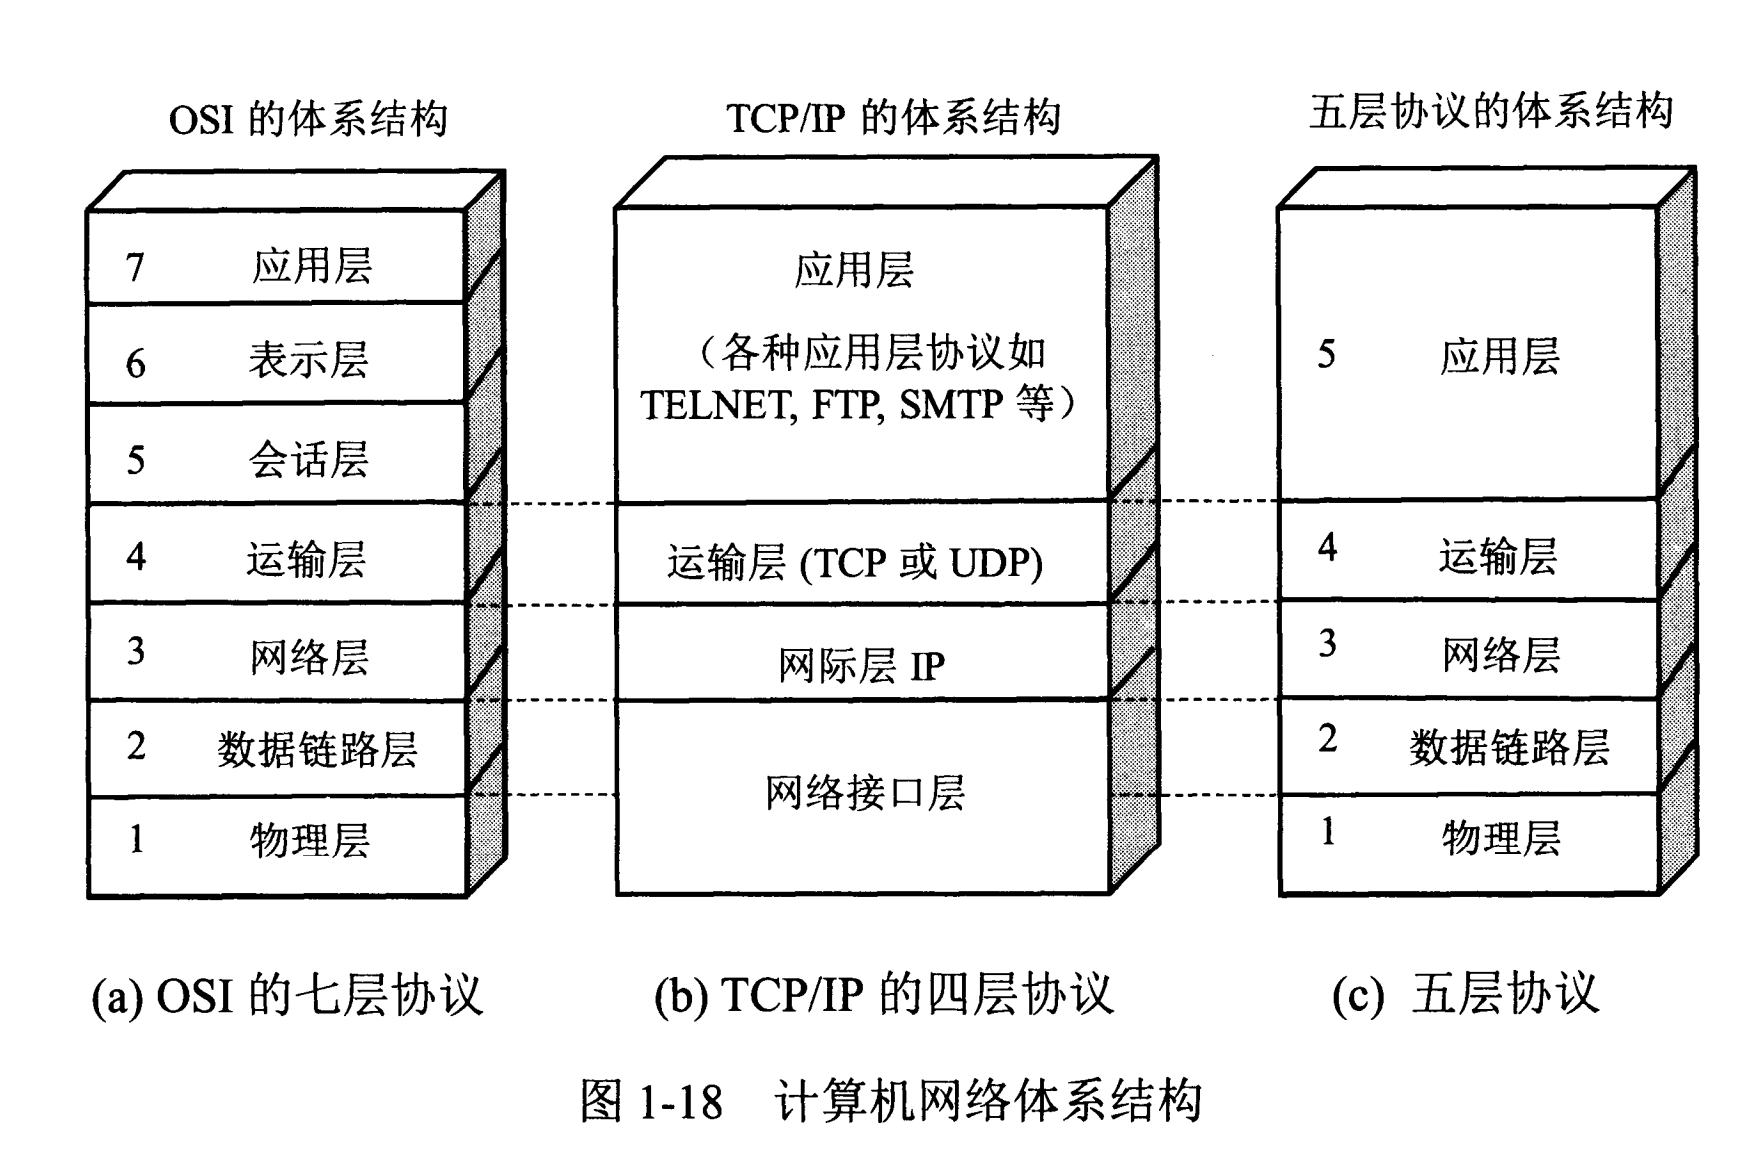 OSI 的体系结构
7 应用层
6 表示层
5 会话层
4 运输层
3 网络层
2 数据链路层
1 物理层
(a) OSI 的七层协议
TCP/IP 的体系结构
应用层
（各种应用层协议如
TELNET, FTP, SMTP 等）
运输层 (TCP 或 UDP)
网际层 IP
网络接口层
(b) TCP/IP 的四层协议
五层协议的体系结构
5 应用层
4 运输层
3 网络层
2 数据链路层
1 物理层
(c) 五层协议
图 1-18 计算机网络体系结构